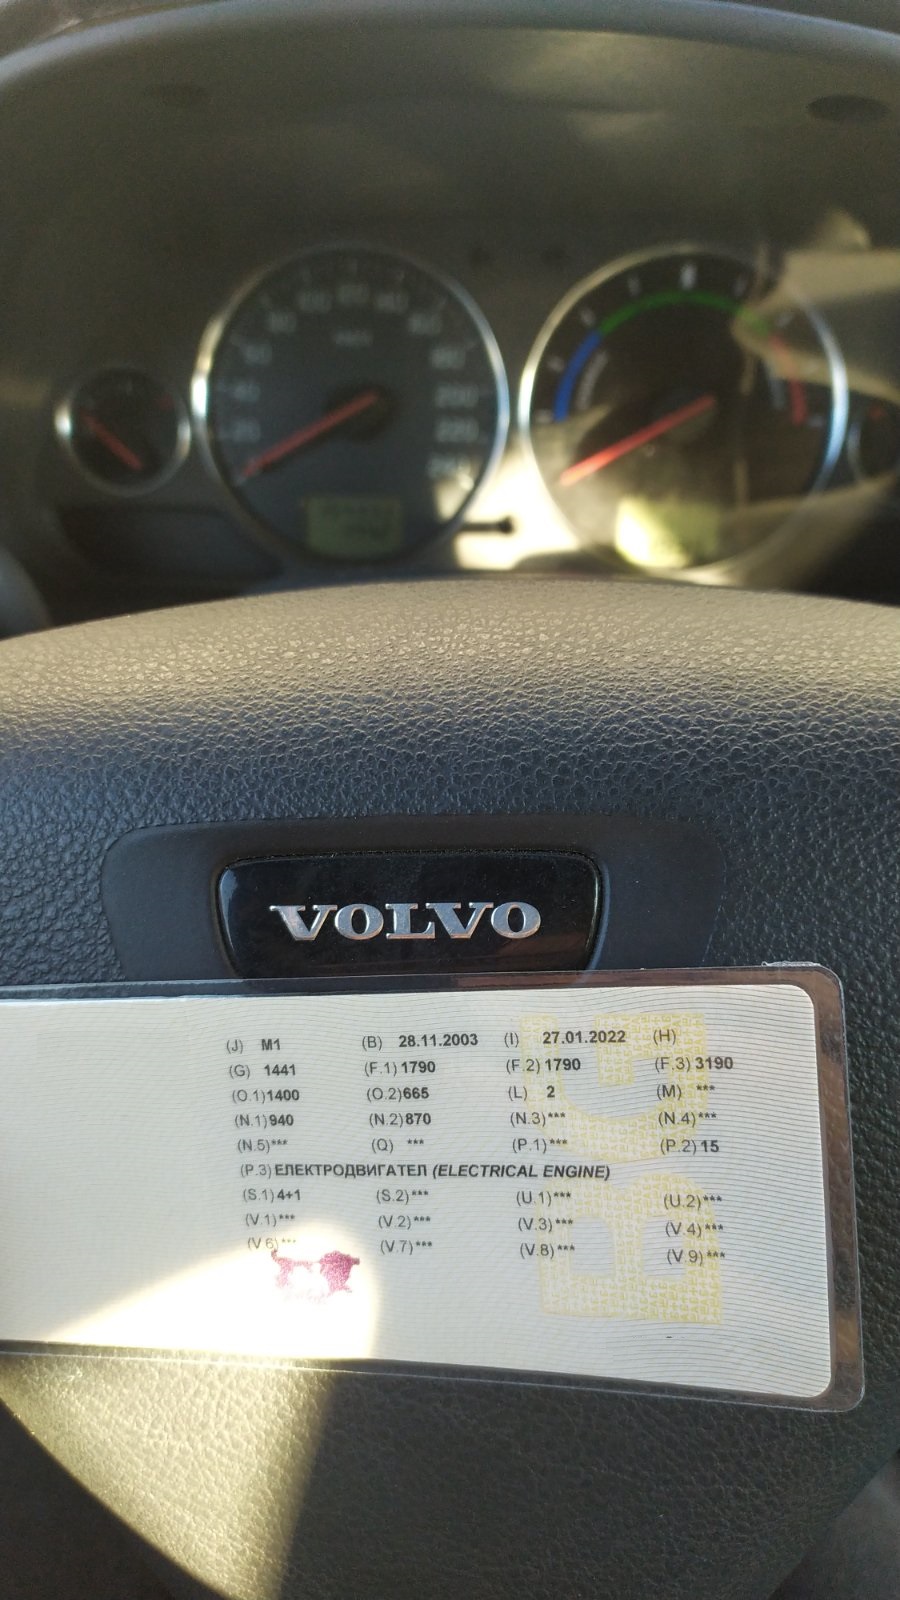 VOLVO
(J) M1 (B) 28.11.2003 (I) 27.01.2022 (H)
(G) 1441 (F.1) 1790 (F.2) 1790 (F.3) 3190
(O.1)1400 (O.2)665 (L) 2 (M) ***
(N.1)940 (N.2)870 (N.3)*** (N.4)***
(N.5)*** (Q) *** (P.1)*** (P.2) 15
(P.3) ЕЛЕКТРОДВИГАТЕЛ (ELECTRICAL ENGINE)
(S.1) 4+1 (S.2)*** (U.1)*** (U.2)***
(V.1)*** (V.2)*** (V.3)*** (V.4)***
(V.6)*** (V.7)*** (V.8)*** (V.9)***
BG